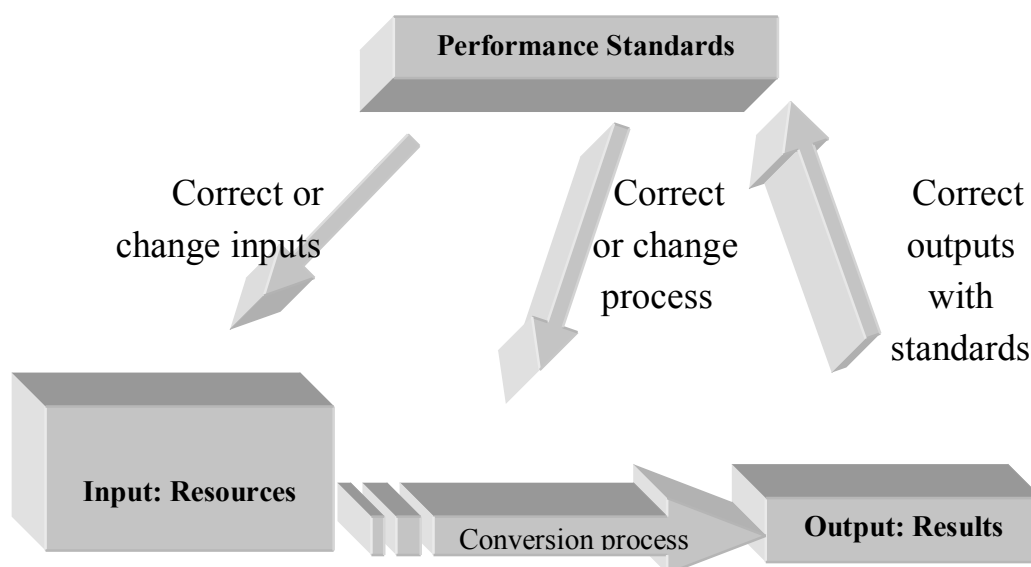 Performance Standards
Correct or
change inputs
Correct
or change
process
Correct
outputs
with
standards
Input: Resources
Conversion process
Output: Results